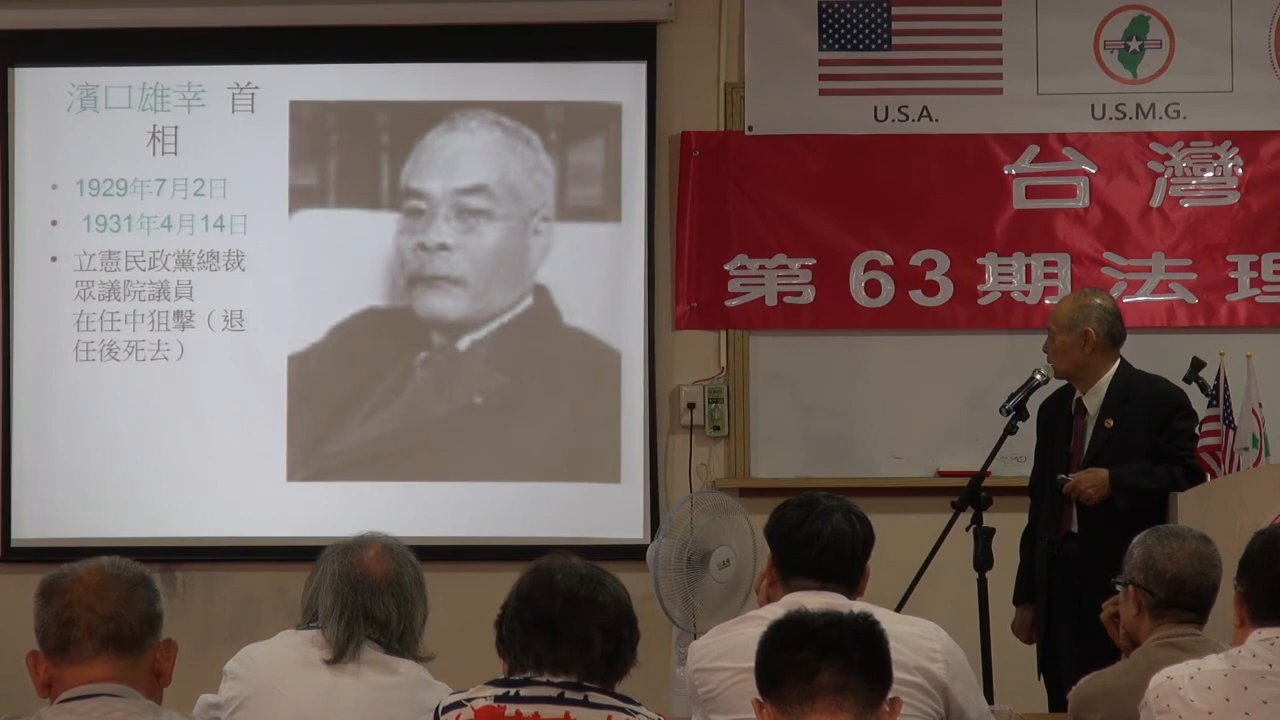 濱口雄幸 首
相
• 1929年7月2日
• 1931年4月14日
• 立憲民政黨總裁
眾議院議員
在任中狙擊（退
任後死去）
U.S.A.
U.S.M.G.
台灣
第63期法理